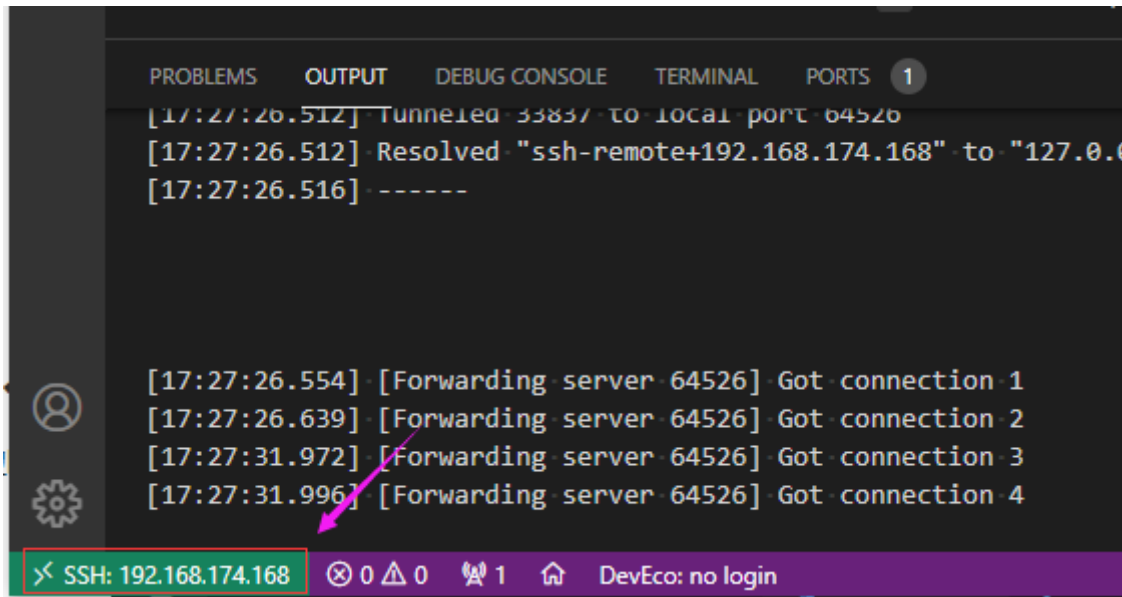 PROBLEMS OUTPUT DEBUG CONSOLE TERMINAL PORTS 1
[17:27:26.512] Tunneled 33837 to local port 64526
[17:27:26.512] Resolved "ssh-remote+192.168.174.168" to "127.0.
[17:27:26.516] ------
[17:27:26.554] [Forwarding server 64526] Got connection 1
[17:27:26.639] [Forwarding server 64526] Got connection 2
[17:27:31.972] [Forwarding server 64526] Got connection 3
[17:27:31.996] [Forwarding server 64526] Got connection 4
SSH: 192.168.174.168 0 0 1 DevEco: no login